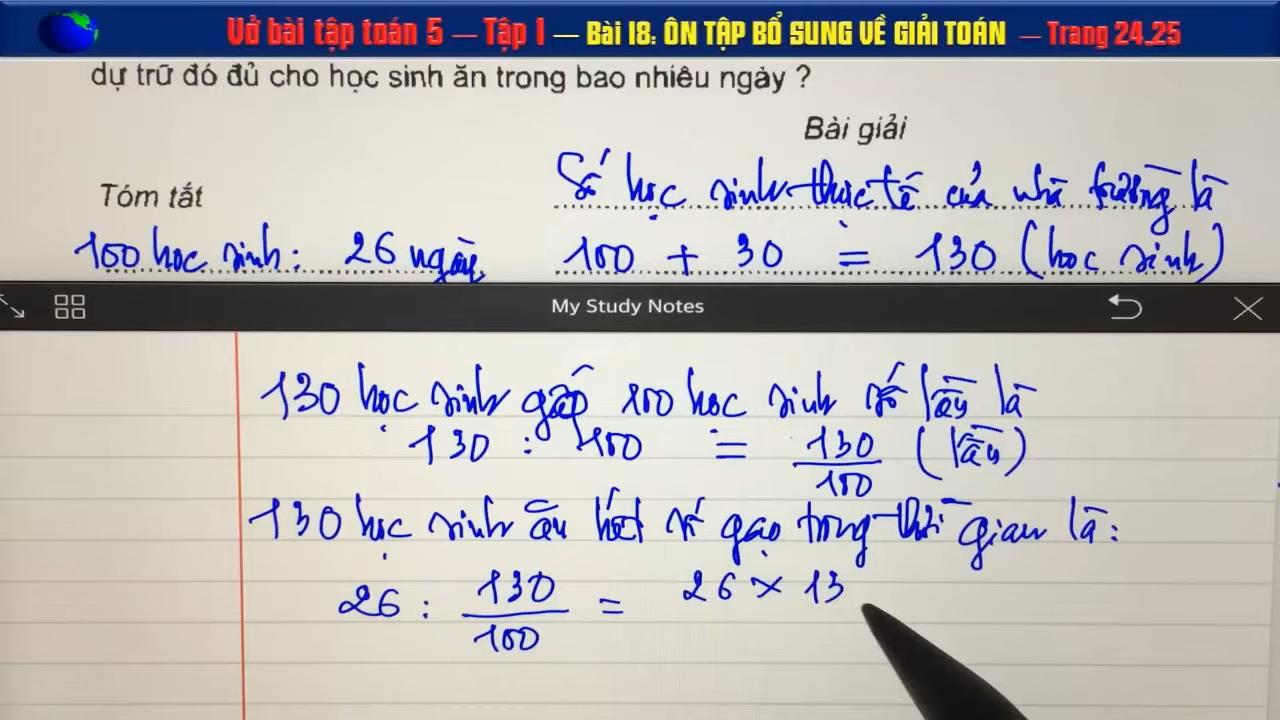 Vở bài tập toán 5 – Tập 1 – Bài 18: ÔN TẬP BỔ SUNG VỀ GIẢI TOÁN – Trang 24,25
dự trữ đó đủ cho học sinh ăn trong bao nhiêu ngày ?
Bài giải
Số học sinh thực tế của nhà trường là
Tóm tắt
100 học sinh: 26 ngày
100 + 30 = 130 (học sinh)
My Study Notes
130 học sinh gấp 100 học sinh số lần là
130 : 100 = 130/100 (lần)
130 học sinh ăn hết số gạo trong thời gian là:
26 : 130/100 = 26 × 13